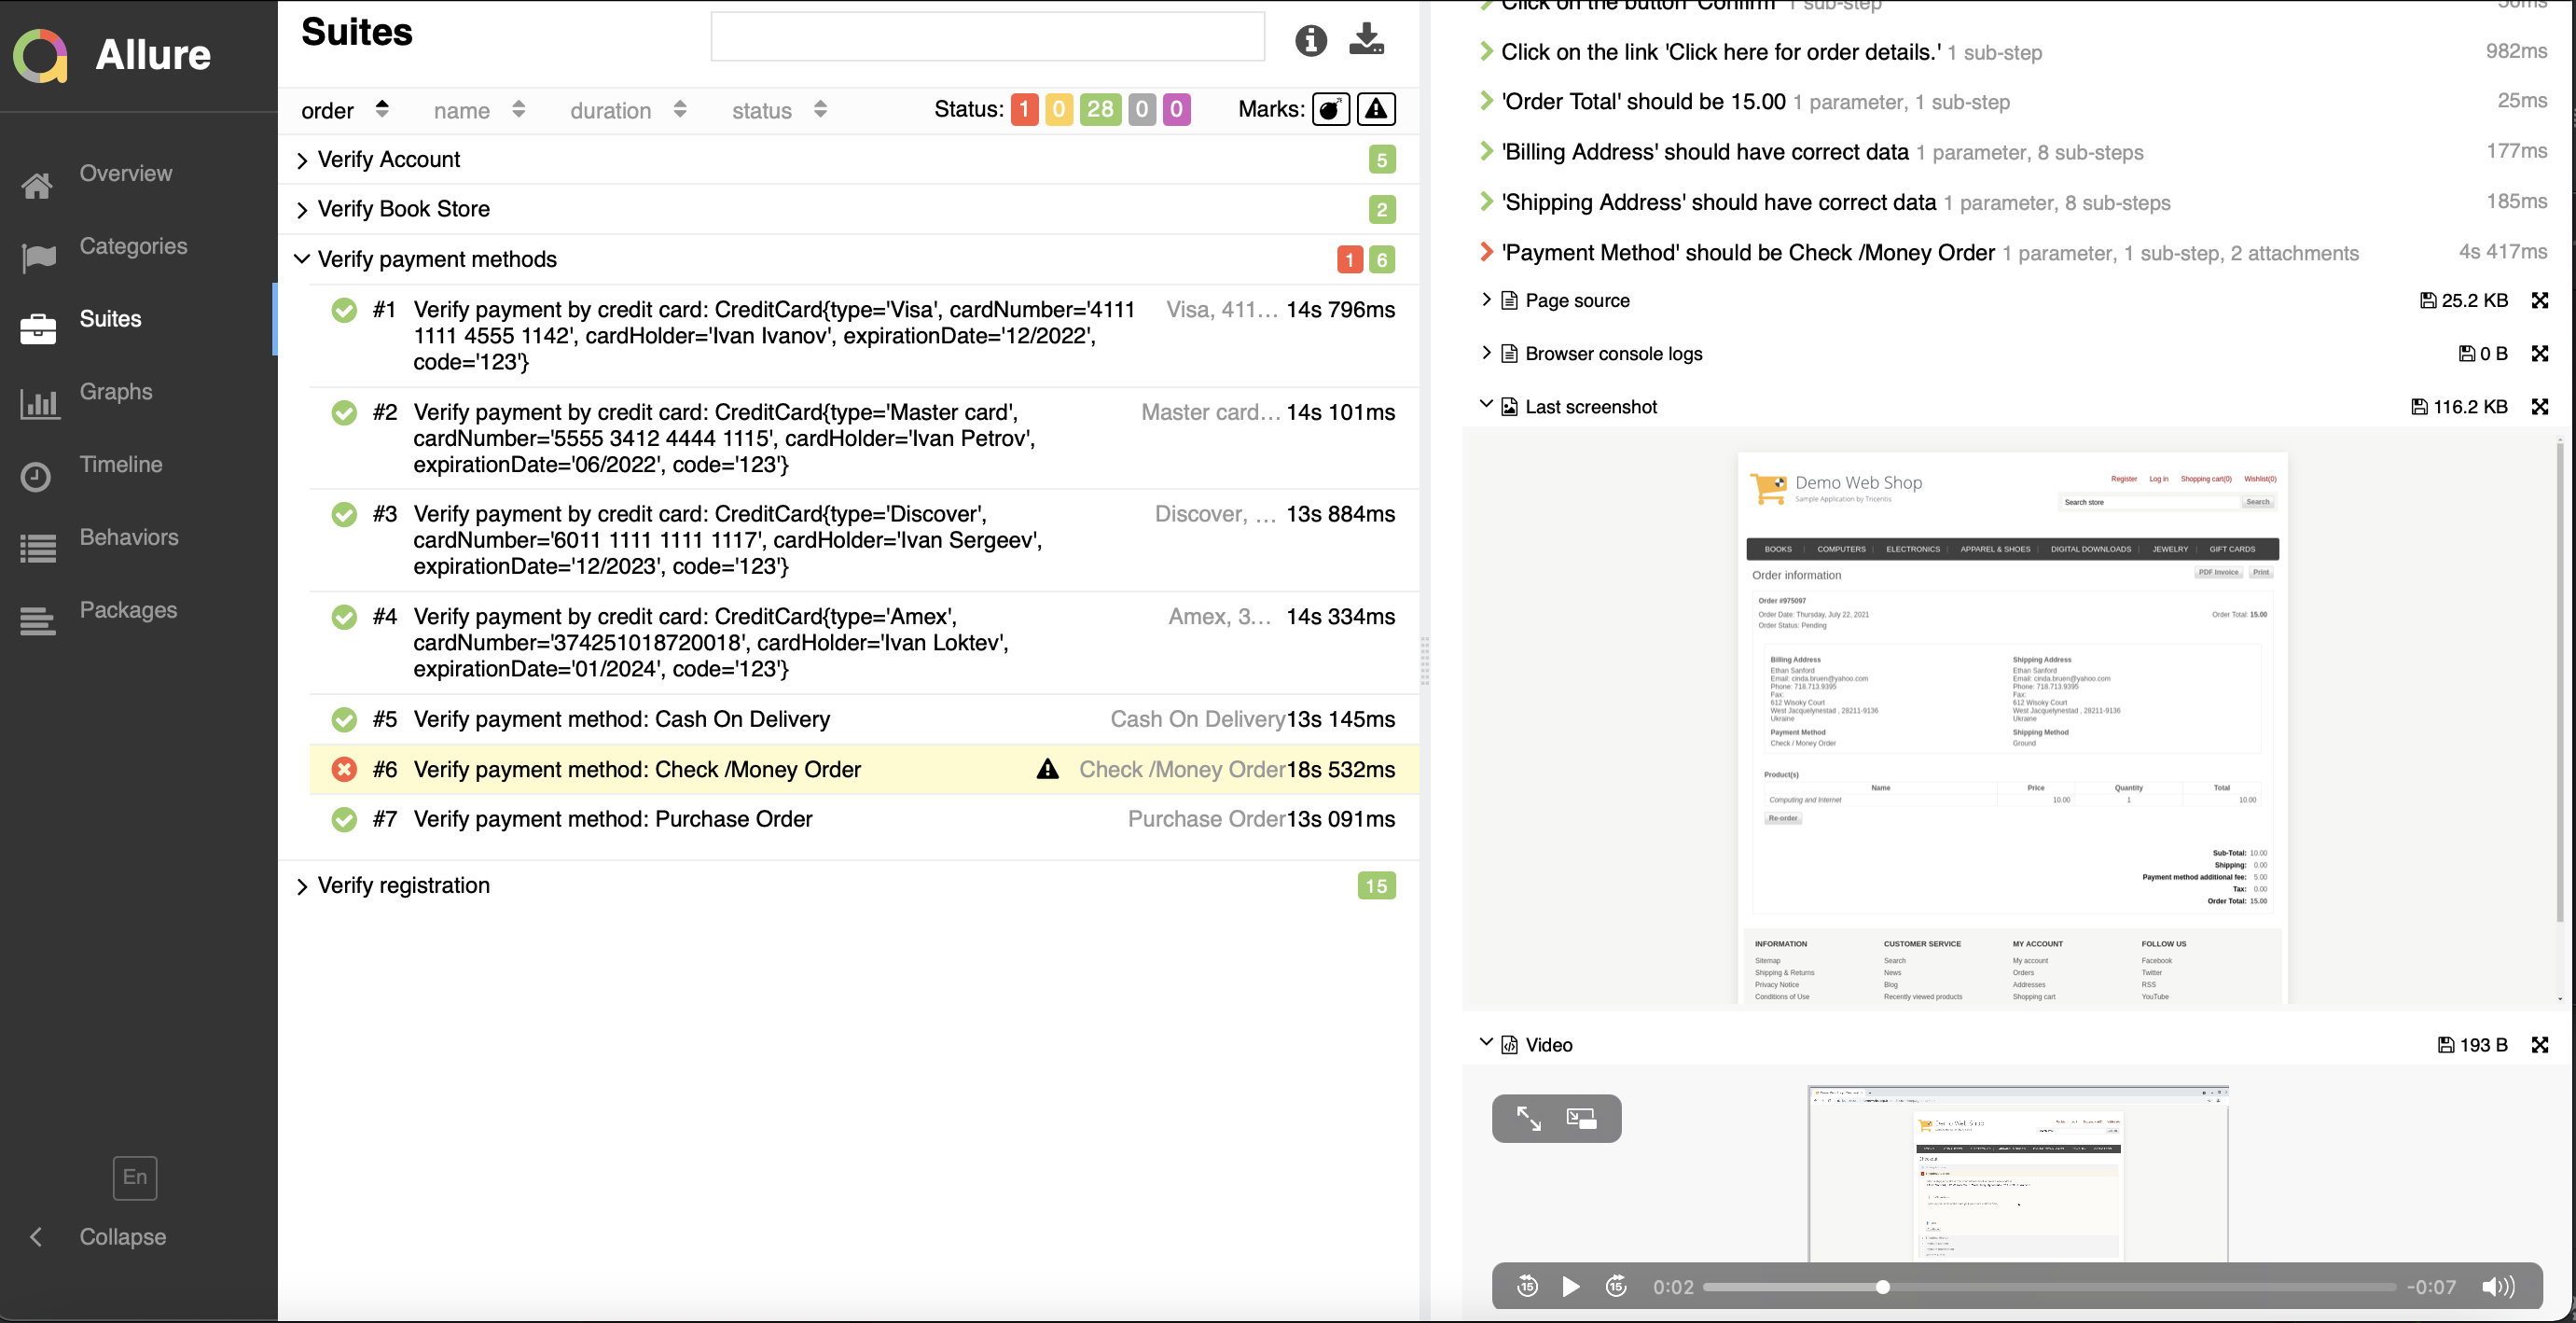 Allure
Overview
Categories
Suites
Graphs
Timeline
Behaviors
Packages
En
Collapse
Suites
order name duration status Status: 1 0 28 0 0 Marks:
Verify Account 5
Verify Book Store 2
Verify payment methods 1 6
#1 Verify payment by credit card: CreditCard{type='Visa', cardNumber='4111 Visa, 411... 14s 796ms
1111 4555 1142', cardHolder='Ivan Ivanov', expirationDate='12/2022',
code='123'}
#2 Verify payment by credit card: CreditCard{type='Master card', Master card... 14s 101ms
cardNumber='5555 3412 4444 1115', cardHolder='Ivan Petrov',
expirationDate='06/2022', code='123'}
#3 Verify payment by credit card: CreditCard{type='Discover', Discover, ... 13s 884ms
cardNumber='6011 1111 1111 1117', cardHolder='Ivan Sergeev',
expirationDate='12/2023', code='123'}
#4 Verify payment by credit card: CreditCard{type='Amex', Amex, 3... 14s 334ms
cardNumber='374251018720018', cardHolder='Ivan Loktev',
expirationDate='01/2024', code='123'}
#5 Verify payment method: Cash On Delivery Cash On Delivery 13s 145ms
#6 Verify payment method: Check /Money Order Check /Money Order 18s 532ms
#7 Verify payment method: Purchase Order Purchase Order 13s 091ms
Verify registration 15
Click on the button 'Confirm' 1 sub-step
Click on the link 'Click here for order details.' 1 sub-step 982ms
'Order Total' should be 15.00 1 parameter, 1 sub-step 25ms
'Billing Address' should have correct data 1 parameter, 8 sub-steps 177ms
'Shipping Address' should have correct data 1 parameter, 8 sub-steps 185ms
'Payment Method' should be Check /Money Order 1 parameter, 1 sub-step, 2 attachments 4s 417ms
Page source 25.2 KB
Browser console logs 0 B
Last screenshot 116.2 KB
Register Log in Shopping cart(0) Wishlist(0)
Demo Web Shop
Sample Application by Tricentis
Search store Search
BOOKS COMPUTERS ELECTRONICS APPAREL & SHOES DIGITAL DOWNLOADS JEWELRY GIFT CARDS
Order information PDF Invoice Print
Order #975097
Order Date: Thursday, July 22, 2021 Order Total: 15.00
Order Status: Pending
Billing Address Shipping Address
Ethan Sanford Ethan Sanford
Email: cinda.bruen@yahoo.com Email: cinda.bruen@yahoo.com
Phone: 718.713.9395 Phone: 718.713.9395
Fax: Fax:
612 Wisoky Court 612 Wisoky Court
West Jacquelynestad , 28211-9136 West Jacquelynestad , 28211-9136
Ukraine Ukraine
Payment Method Shipping Method
Check / Money Order Ground
Product(s)
Name Price Quantity Total
Computing and Internet 10.00 1 10.00
Re-order
Sub-Total: 10.00
Shipping: 0.00
Payment method additional fee: 5.00
Tax: 0.00
Order Total: 15.00
INFORMATION CUSTOMER SERVICE MY ACCOUNT FOLLOW US
Sitemap Search My account Facebook
Shipping & Returns News Orders Twitter
Privacy Notice Blog Addresses RSS
Conditions of Use Recently viewed products Shopping cart YouTube
Video 193 B
Demo Web Shop
15 15 0:02 -0:07